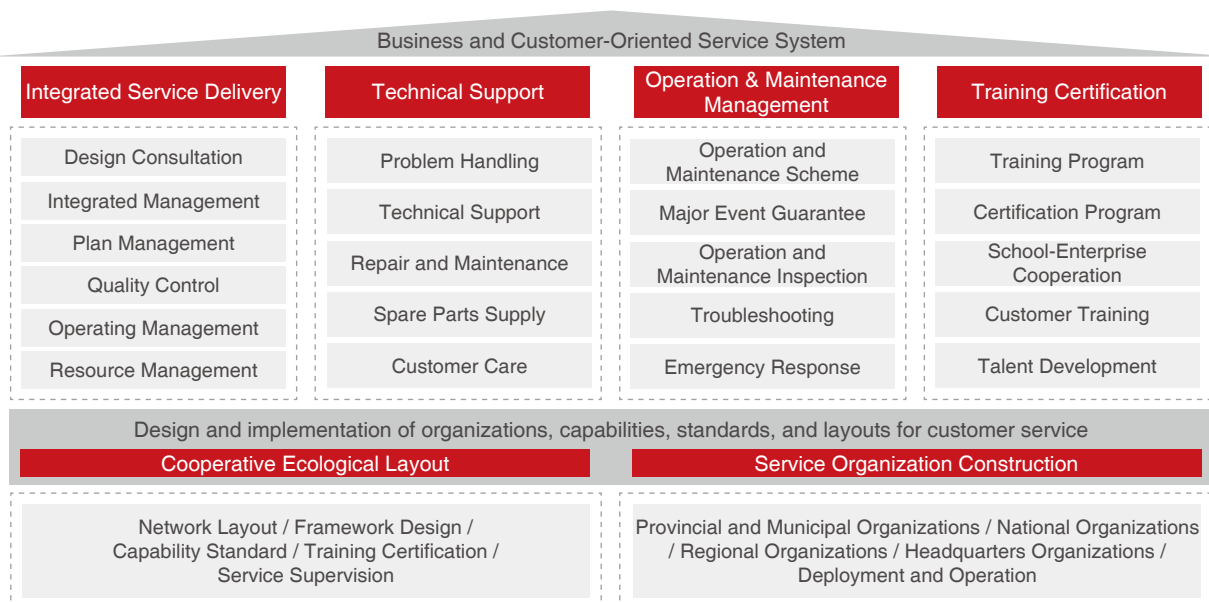 Business and Customer-Oriented Service System
Integrated Service Delivery
Design Consultation
Integrated Management
Plan Management
Quality Control
Operating Management
Resource Management
Technical Support
Problem Handling
Technical Support
Repair and Maintenance
Spare Parts Supply
Customer Care
Operation & Maintenance
Management
Operation and
Maintenance Scheme
Major Event Guarantee
Operation and
Maintenance Inspection
Troubleshooting
Emergency Response
Training Certification
Training Program
Certification Program
School-Enterprise
Cooperation
Customer Training
Talent Development
Design and implementation of organizations, capabilities, standards, and layouts for customer service
Cooperative Ecological Layout
Network Layout / Framework Design /
Capability Standard / Training Certification /
Service Supervision
Service Organization Construction
Provincial and Municipal Organizations / National Organizations
/ Regional Organizations / Headquarters Organizations /
Deployment and Operation